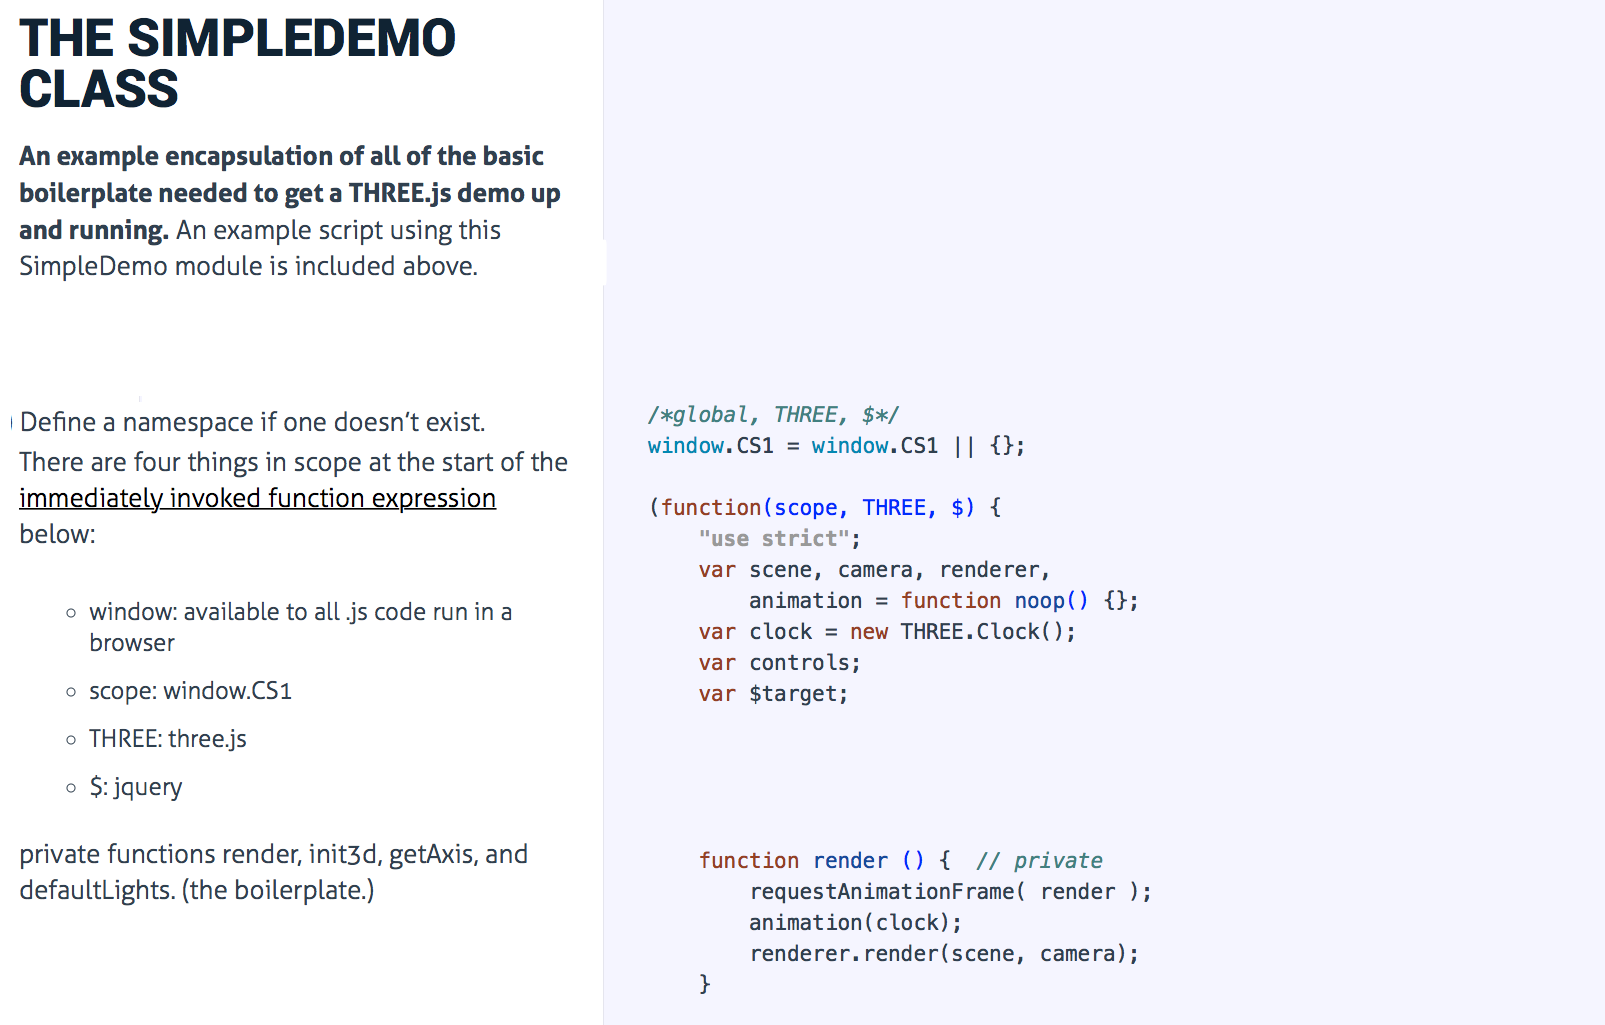 THE SIMPLEDEMO
CLASS
An example encapsulation of all of the basic
boilerplate needed to get a THREE.js demo up
and running. An example script using this
SimpleDemo module is included above.
Define a namespace if one doesn’t exist.
There are four things in scope at the start of the
immediately invoked function expression
below:
window: available to all .js code run in a
browser
scope: window.CS1
THREE: three.js
$: jquery
private functions render, init3d, getAxis, and
defaultLights. (the boilerplate.)
/*global, THREE, $*/
window.CS1 = window.CS1 || {};
(function(scope, THREE, $) {
"use strict";
var scene, camera, renderer,
animation = function noop() {};
var clock = new THREE.Clock();
var controls;
var $target;
function render () {  // private
requestAnimationFrame( render );
animation(clock);
renderer.render(scene, camera);
}